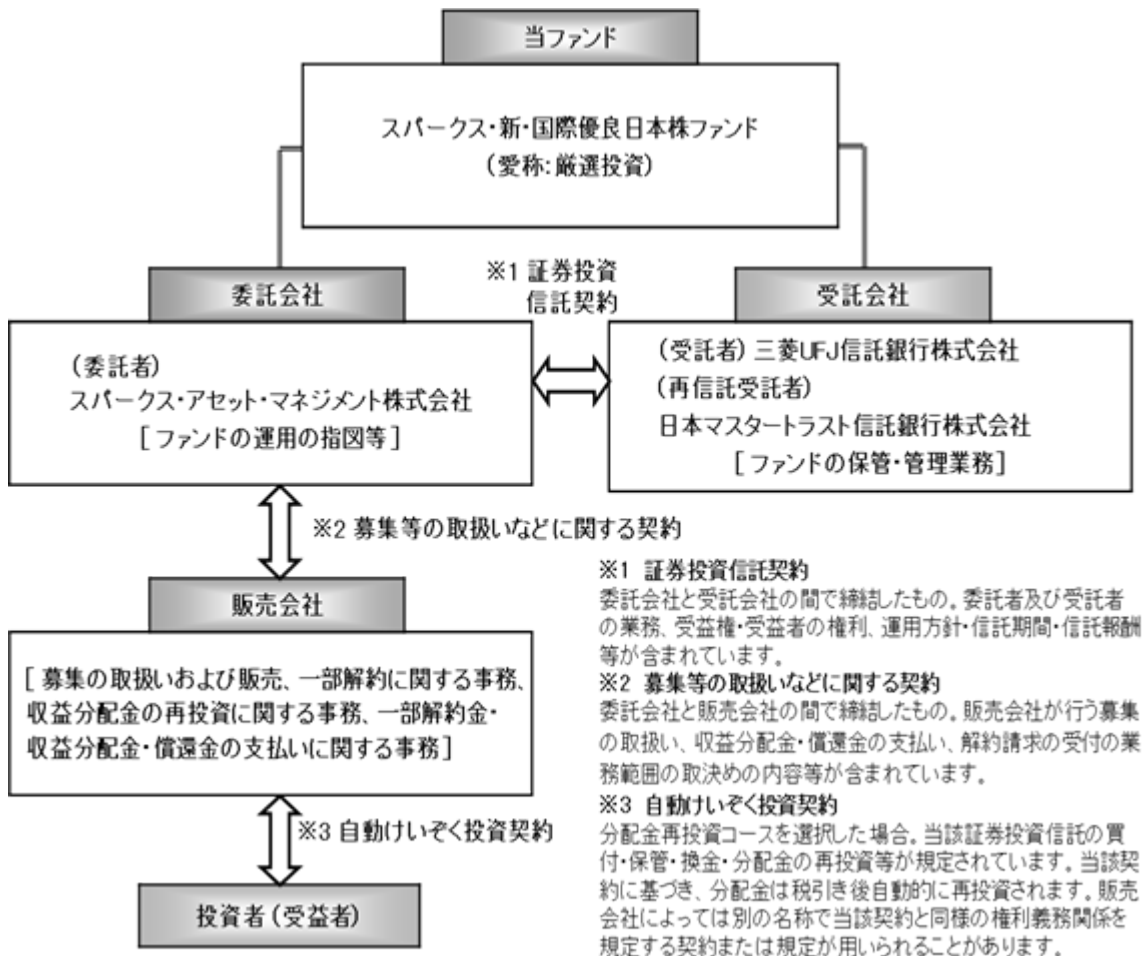 当ファンド
スパークス・新・国際優良日本株ファンド
(愛称:厳選投資)
委託会社
※1 証券投資
信託契約
受託会社
(委託者)
スパークス・アセット・マネジメント株式会社
[ファンドの運用の指図等]
(受託者)三菱UFJ信託銀行株式会社
(再信託受託者)
日本マスタートラスト信託銀行株式会社
[ファンドの保管・管理業務]
※2 募集等の取扱いなどに関する契約
販売会社
[募集の取扱いおよび販売、一部解約に関する事務、
収益分配金の再投資に関する事務、一部解約金・
収益分配金・償還金の支払いに関する事務]
※3 自動けいぞく投資契約
投資者(受益者)
※1 証券投資信託契約
委託会社と受託会社の間で締結したもの。委託者及び受託者
の業務、受益権・受益者の権利、運用方針・信託期間・信託報酬
等が含まれています。
※2 募集等の取扱いなどに関する契約
委託会社と販売会社の間で締結したもの。販売会社が行う募集
の取扱い、収益分配金・償還金の支払い、解約請求の受付の業
務範囲の取決めの内容等が含まれています。
※3 自動けいぞく投資契約
分配金再投資コースを選択した場合。当該証券投資信託の買
付・保管・換金・分配金の再投資等が規定されています。当該契
約に基づき、分配金は税引き後自動的に再投資されます。販売
会社によっては別の名称で当該契約と同様の権利義務関係を
規定する契約または規定が用いられることがあります。